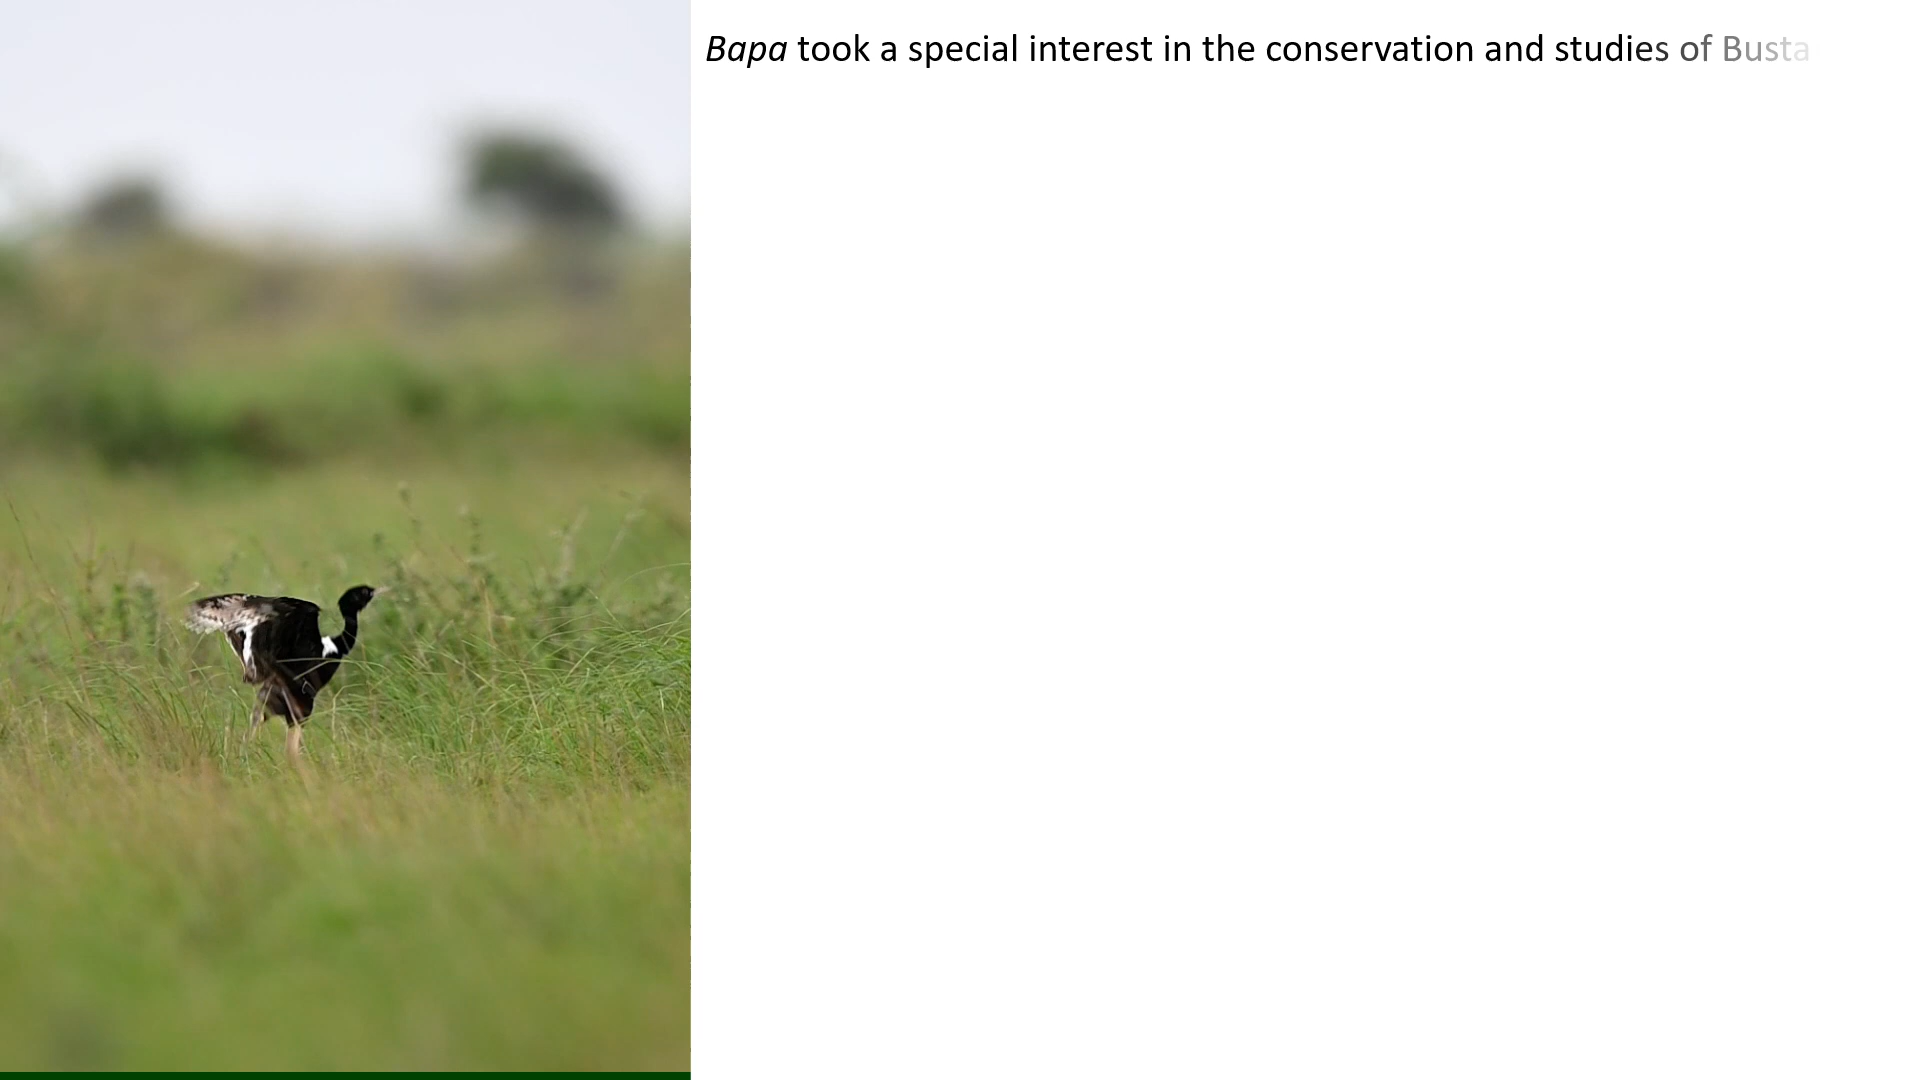 Bapa took a special interest in the conservation and studies of Busta